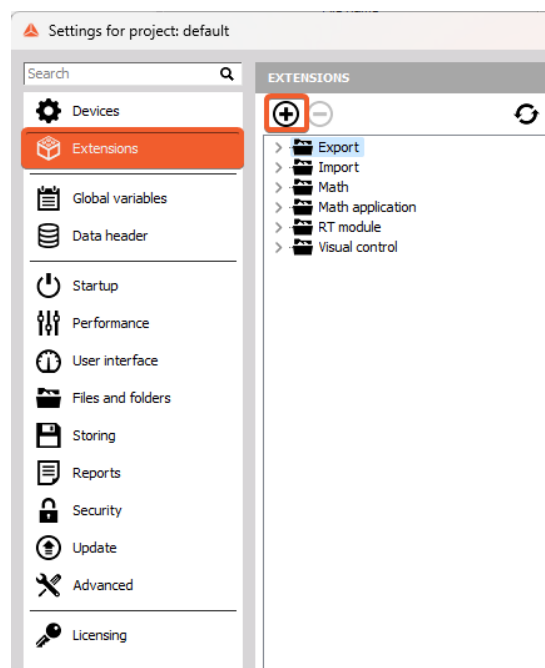 Settings for project: default
Search
Devices
Extensions
Global variables
Data header
Startup
Performance
User interface
Files and folders
Storing
Reports
Security
Update
Advanced
Licensing
EXTENSIONS
Export
Import
Math
Math application
RT module
Visual control